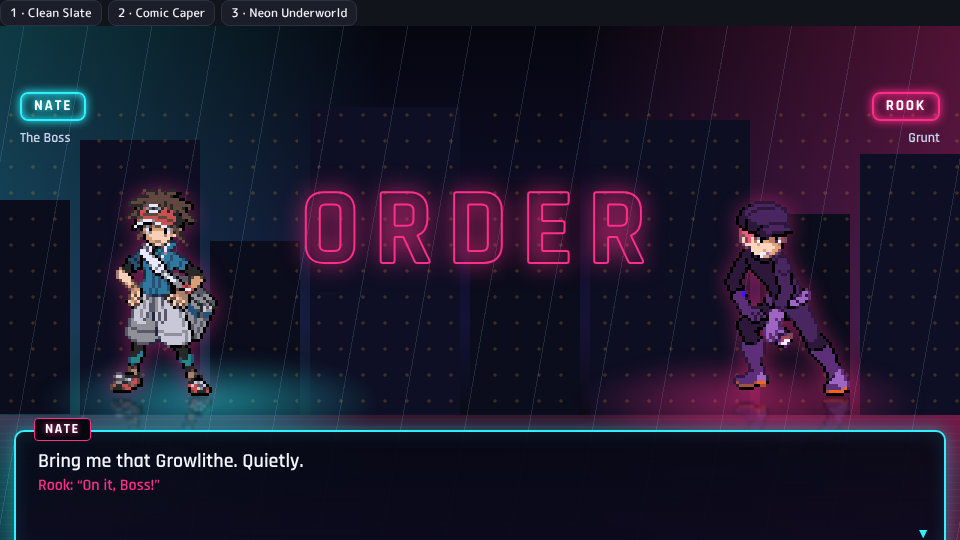 1 · Clean Slate
2 · Comic Caper
3 · Neon Underworld
NATE
The Boss
ROOK
Grunt
ORDER
NATE
Bring me that Growlithe. Quietly.
Rook: “On it, Boss!”
▼